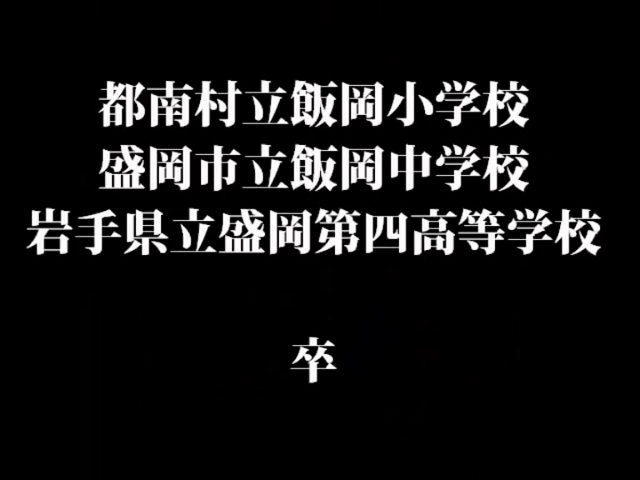 都南村立飯岡小学校
盛岡市立飯岡中学校
岩手県立盛岡第四高等学校
卒